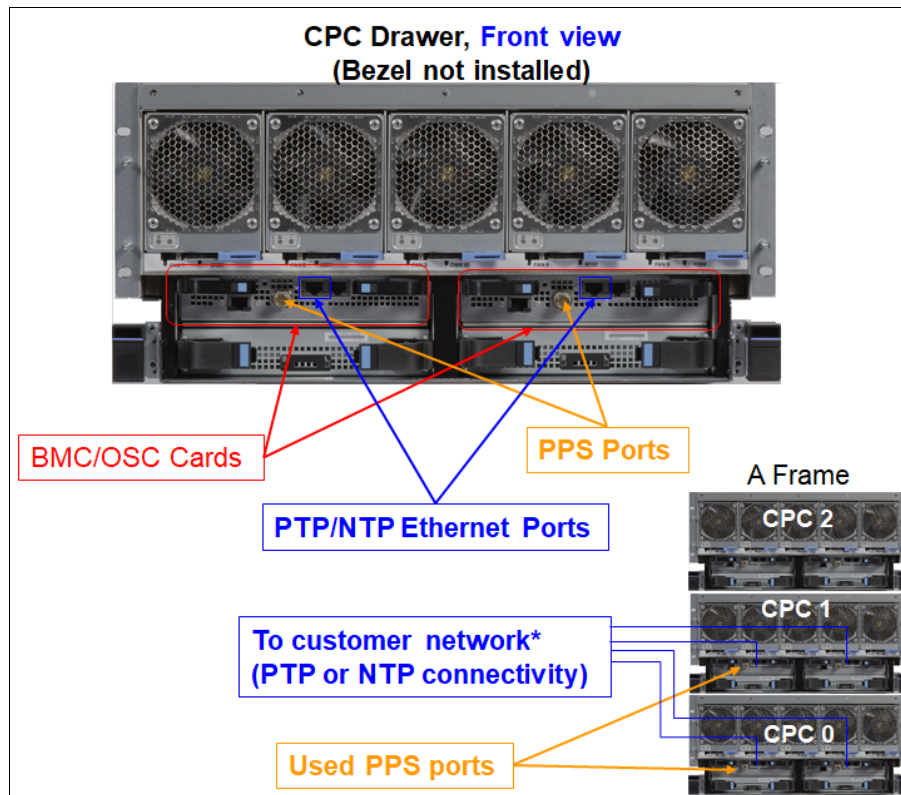 CPC Drawer, Front view
(Bezel not installed)
BMC/OSC Cards
PPS Ports
PTP/NTP Ethernet Ports
A Frame
CPC 2
CPC 1
To customer network*
(PTP or NTP connectivity)
CPC 0
Used PPS ports